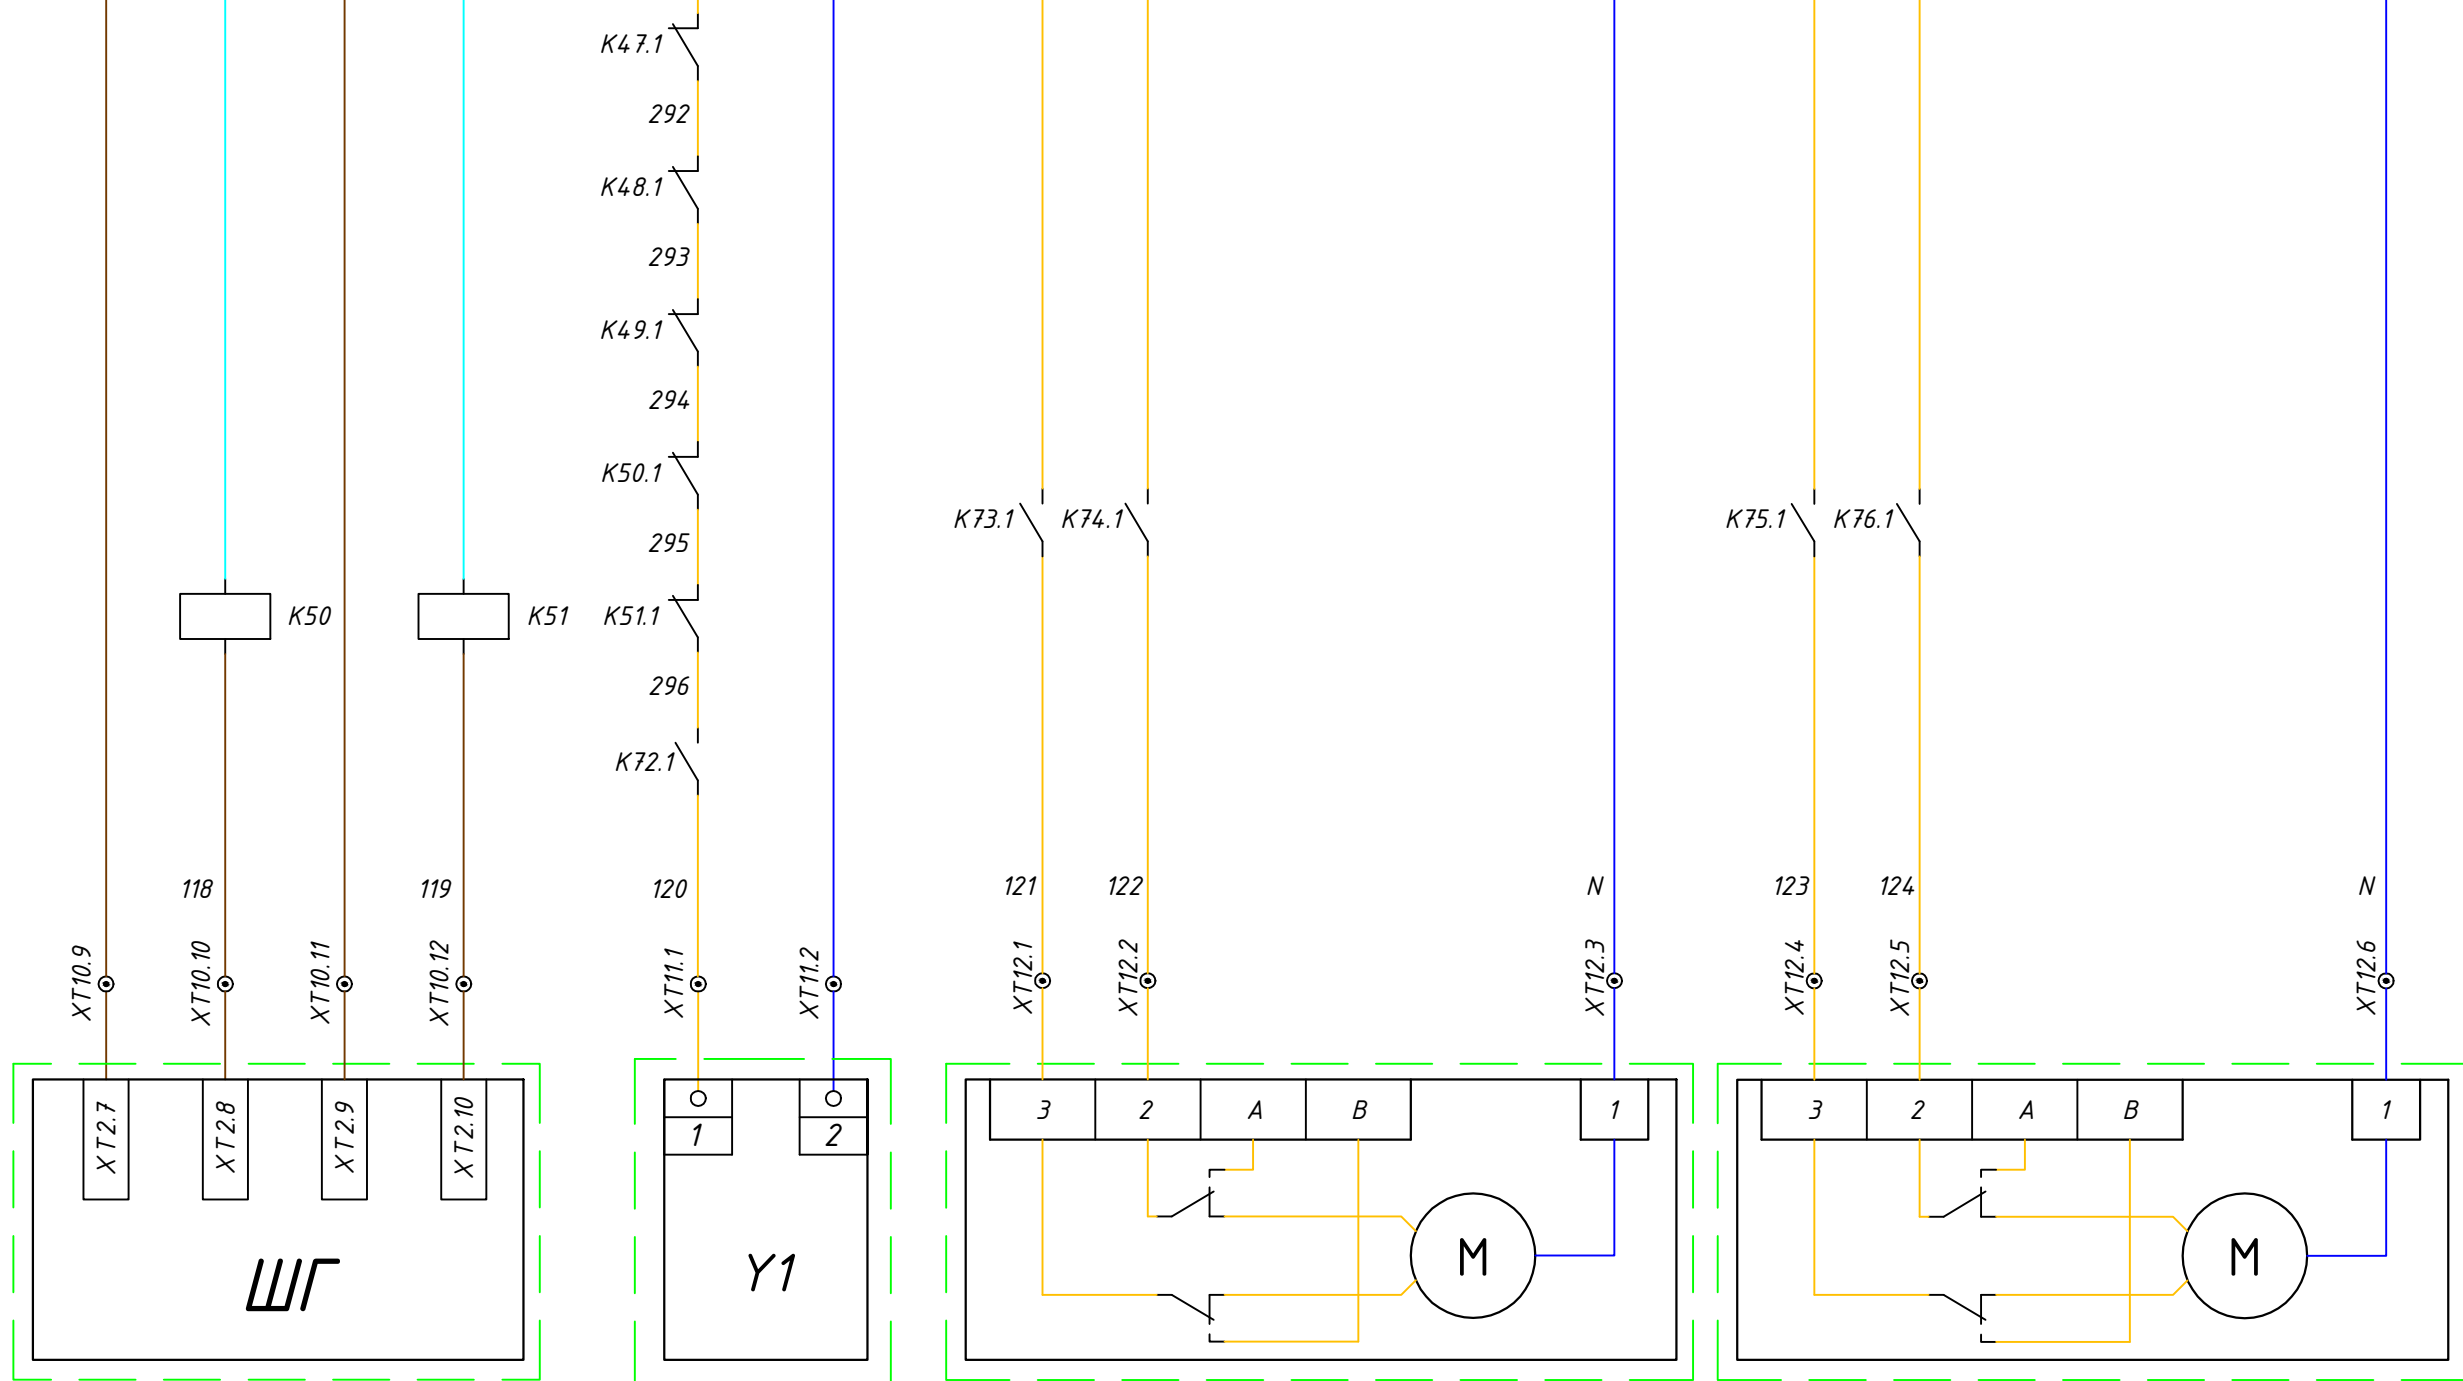 K47.1
292
K48.1
293
K49.1
294
K50.1
K73.1 K74.1 K75.1 K76.1
295
K50 K51 K51.1
296
K72.1
118 119 120 121 122 N 123 124 N
XT10.9 XT10.10 XT10.11 XT10.12 XT11.1 XT11.2 XT12.1 XT12.2 XT12.3 XT12.4 XT12.5 XT12.6
XT2.7 XT2.8 XT2.9 XT2.10 1 2 3 2 A B 1 3 2 A B 1
ШГ Y1 M M